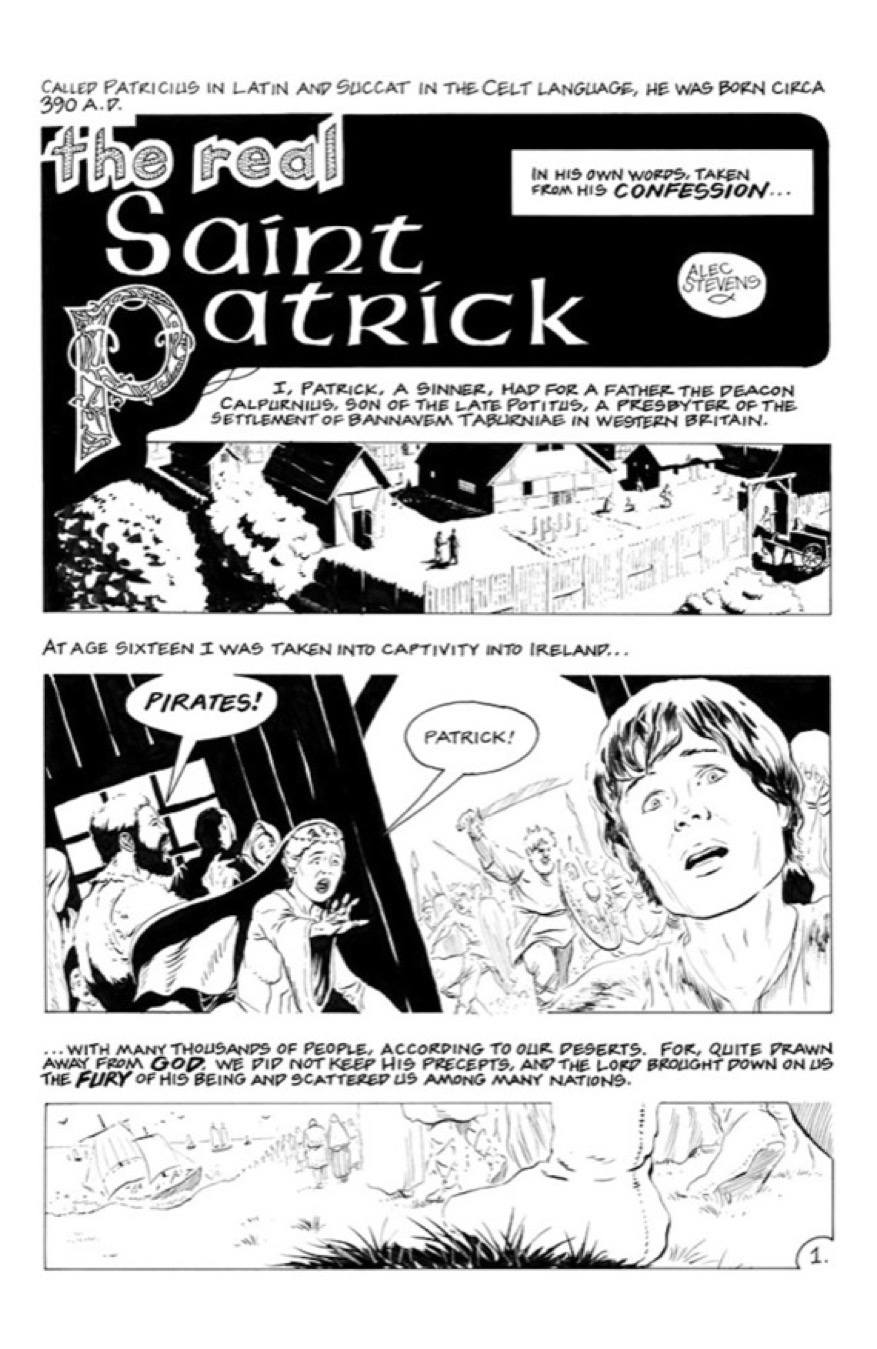 CALLED PATRICIUS IN LATIN AND SUCCAT IN THE CELT LANGUAGE, HE WAS BORN CIRCA
390 A.D.
the real
Saint
Patrick
IN HIS OWN WORDS, TAKEN
FROM HIS CONFESSION...
ALEC
STEVENS
I, PATRICK, A SINNER, HAD FOR A FATHER THE DEACON
CALPURNIUS, SON OF THE LATE POTITUS, A PRESBYTER OF THE
SETTLEMENT OF BANNAVEM TABURNIAE IN WESTERN BRITAIN.
AT AGE SIXTEEN I WAS TAKEN INTO CAPTIVITY INTO IRELAND...
PIRATES!
PATRICK!
...WITH MANY THOUSANDS OF PEOPLE, ACCORDING TO OUR DESERTS. FOR, QUITE DRAWN
AWAY FROM GOD, WE DID NOT KEEP HIS PRECEPTS, AND THE LORD BROUGHT DOWN ON US
THE FURY OF HIS BEING AND SCATTERED US AMONG MANY NATIONS.
1.